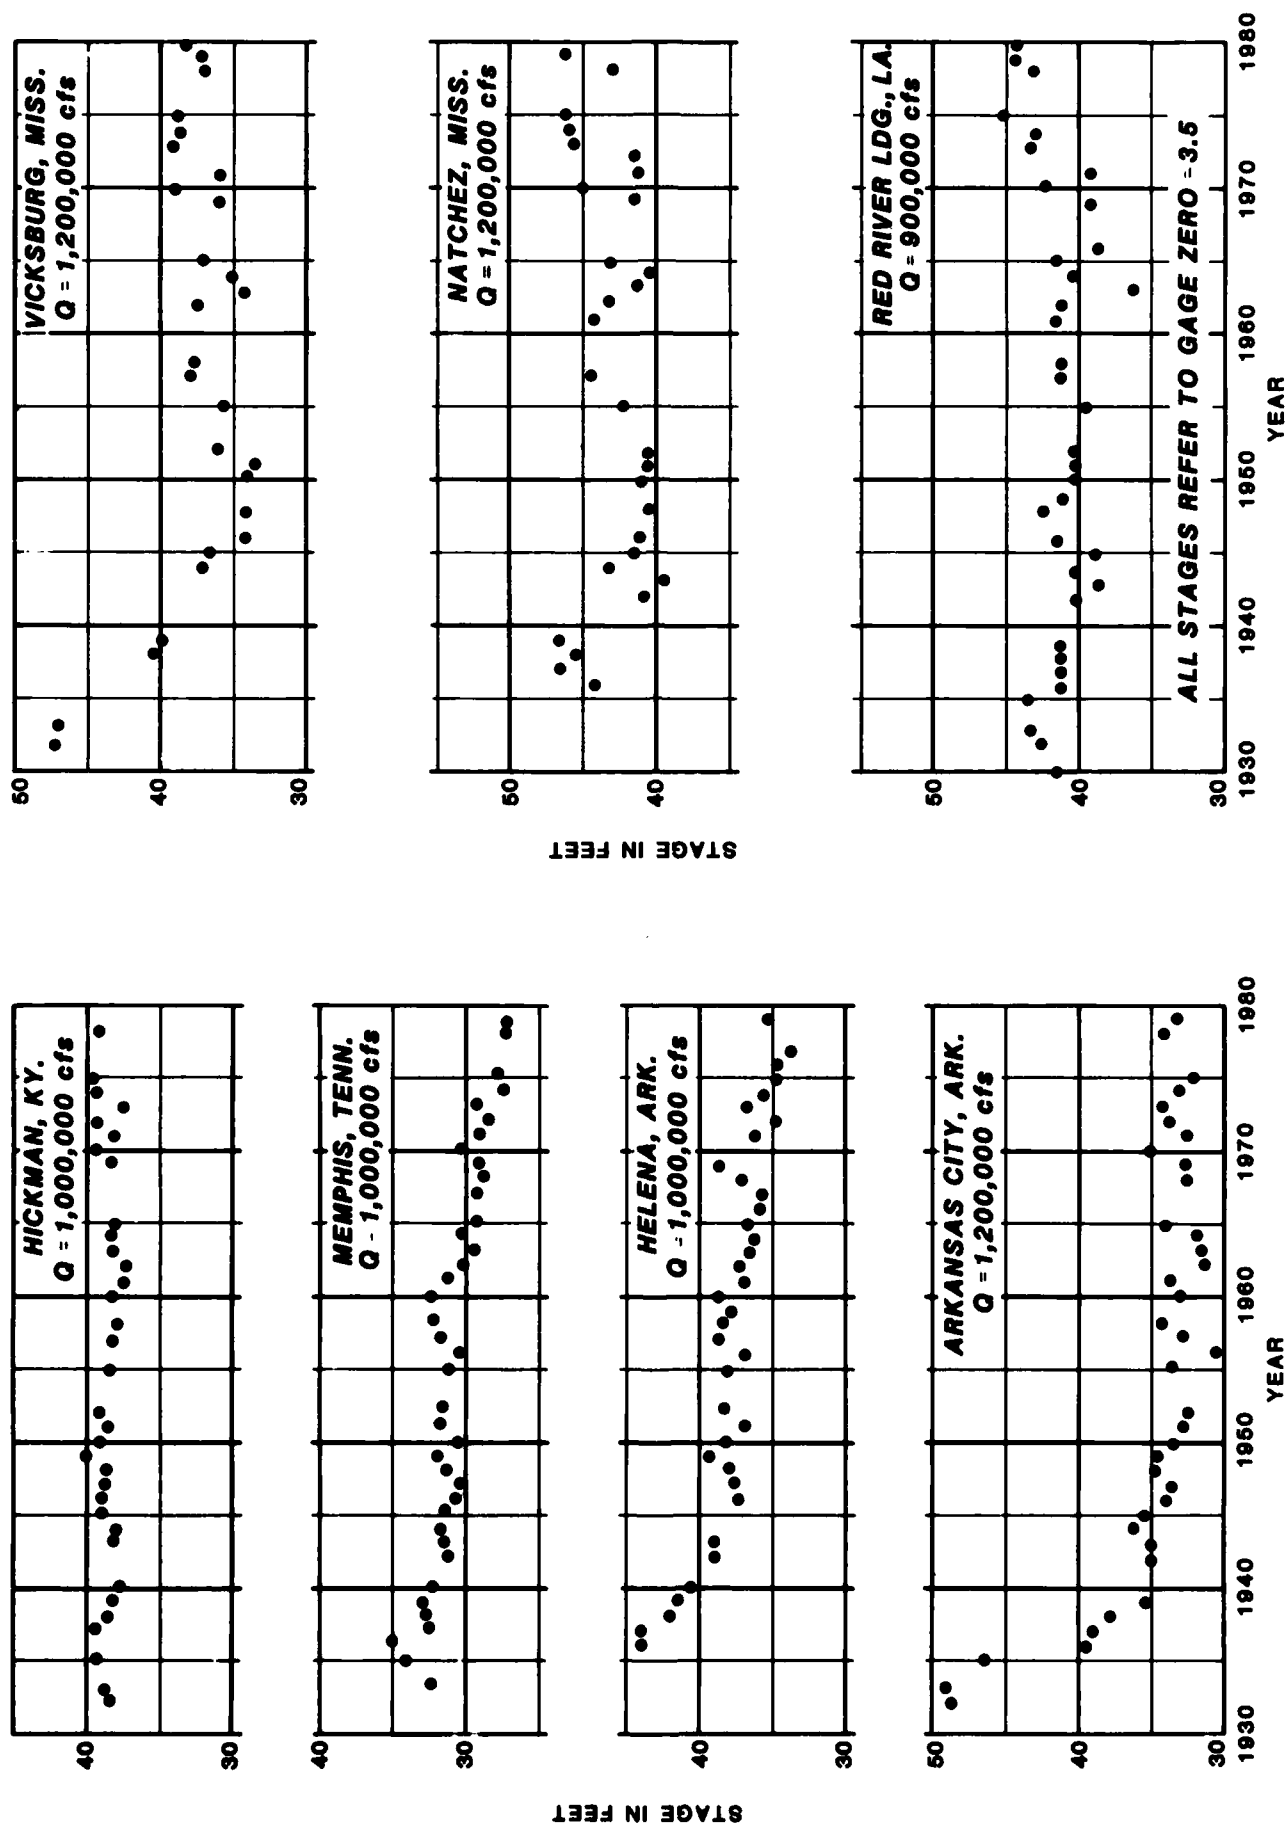 HICKMAN, KY.
Q = 1,000,000 cfs
40
30
MEMPHIS, TENN.
Q - 1,000,000 cfs
40
30
HELENA, ARK.
Q = 1,000,000 cfs
40
30
ARKANSAS CITY, ARK.
Q = 1,200,000 cfs
50
40
30
1930
1940
1950
1960
1970
1980
YEAR
STAGE IN FEET
VICKSBURG, MISS.
Q = 1,200,000 cfs
50
40
30
NATCHEZ, MISS.
Q = 1,200,000 cfs
50
40
RED RIVER LDG., LA.
Q = 900,000 cfs
50
40
30
ALL STAGES REFER TO GAGE ZERO = 3.5
1930
1940
1950
1960
1970
1980
YEAR
STAGE IN FEET